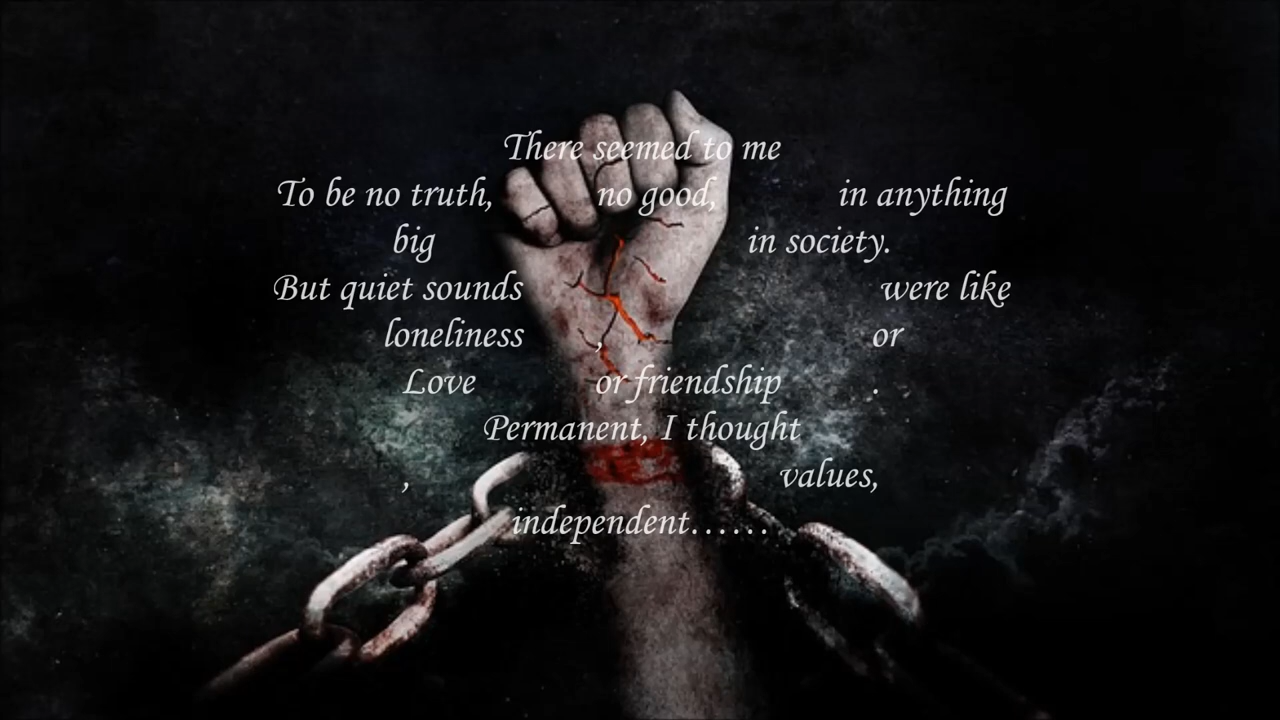 There seemed to me
To be no truth, no good, in anything
big in society.
But quiet sounds were like
loneliness , or
Love or friendship .
Permanent, I thought
, values,
independent......